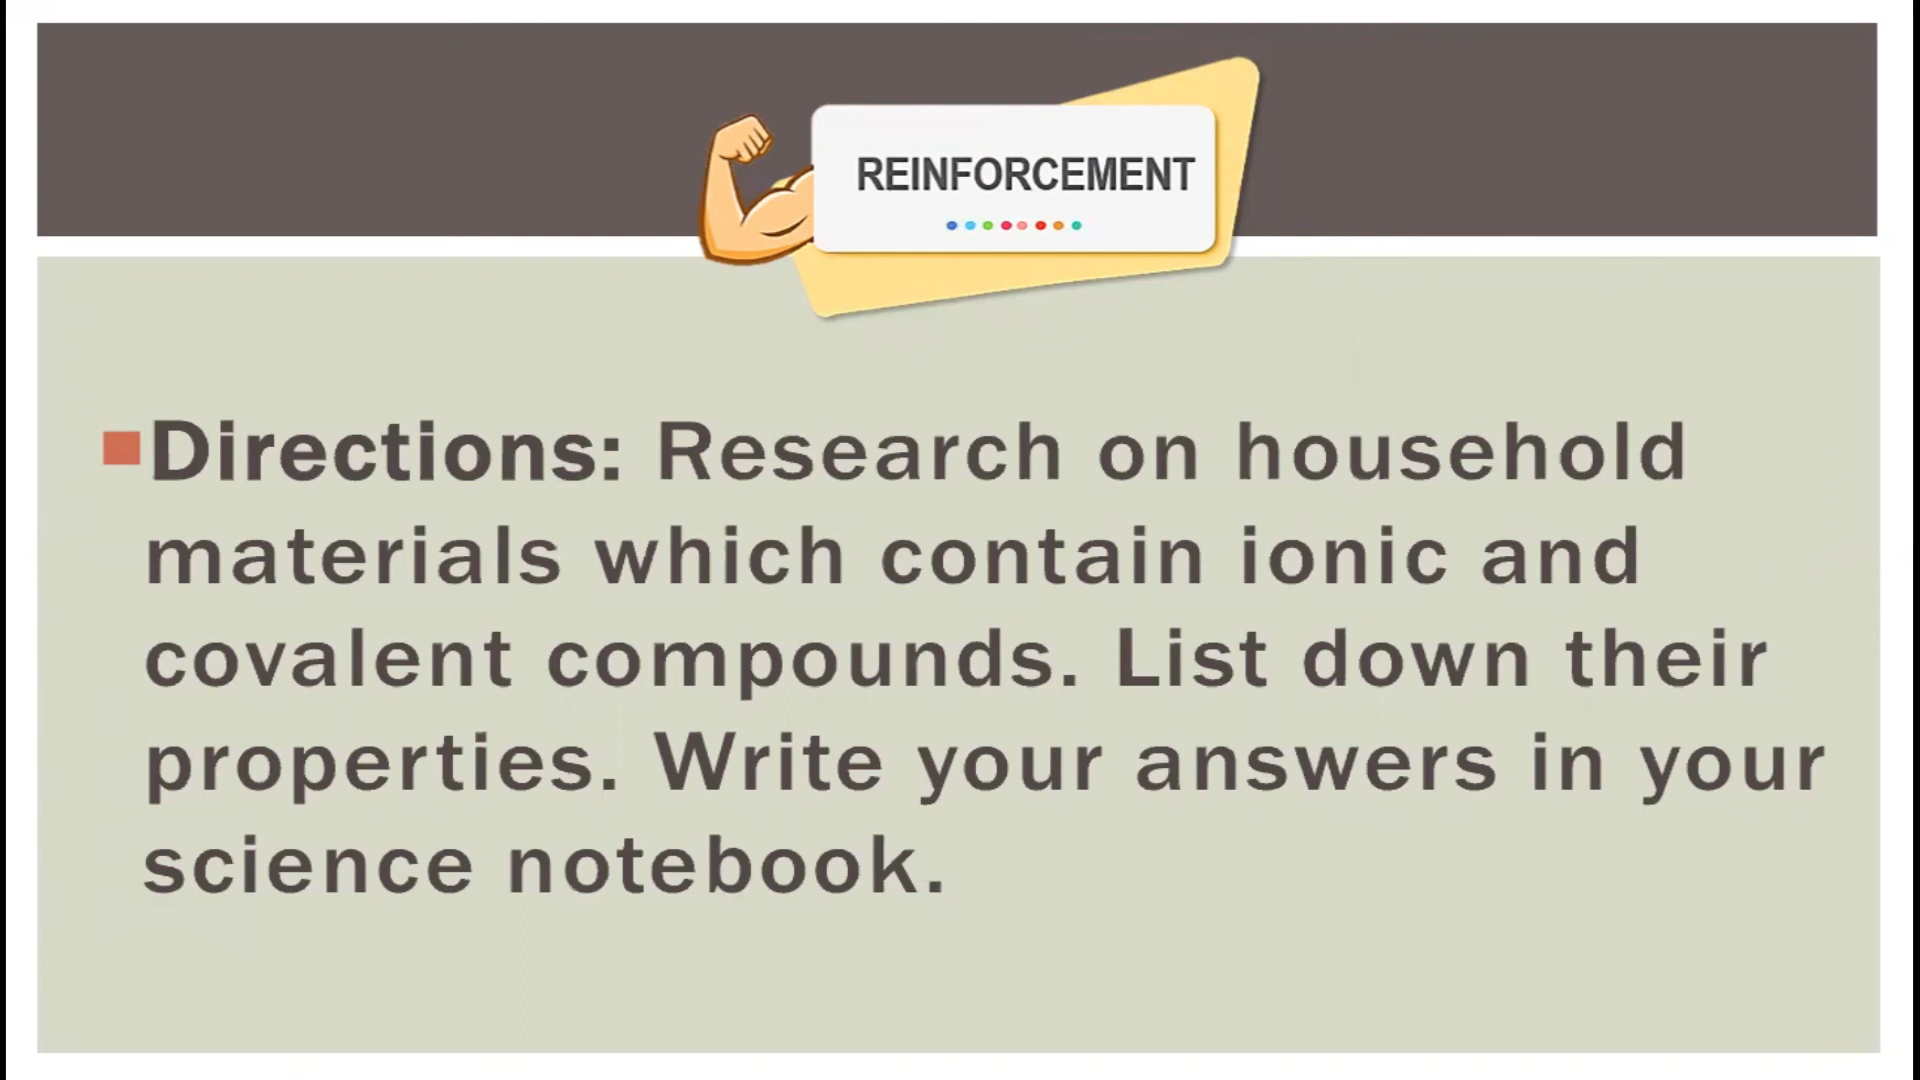 REINFORCEMENT
Directions: Research on household
materials which contain ionic and
covalent compounds. List down their
properties. Write your answers in your
science notebook.